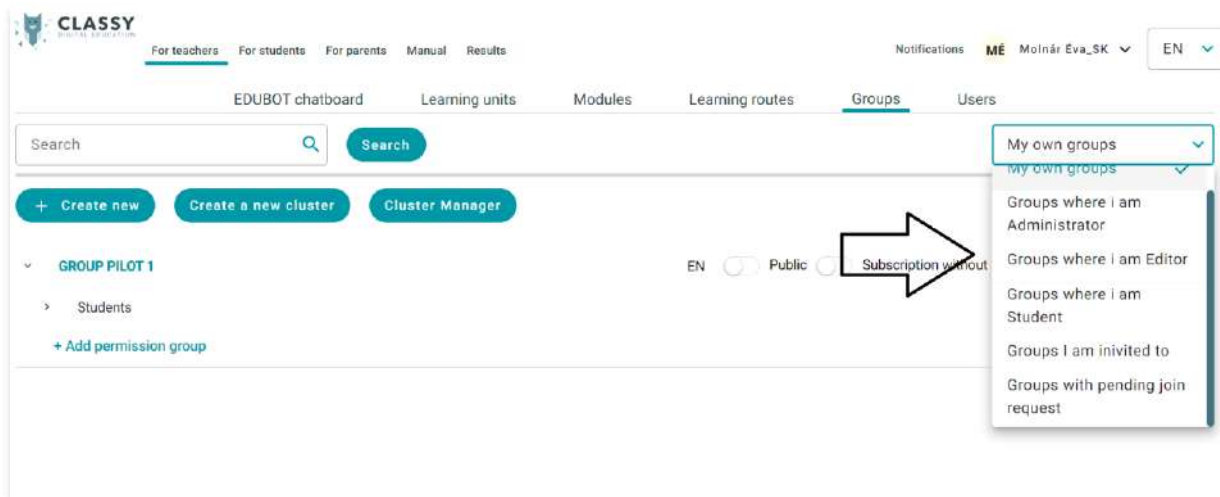 CLASSY
DIGITAL EDUCATION
For teachers For students For parents Manual Results Notifications MÉ Molnár Éva_SK EN
EDUBOT chatboard Learning units Modules Learning routes Groups Users
Search Search My own groups
My own groups
+ Create new Create a new cluster Cluster Manager
Groups where i am
Administrator
GROUP PILOT 1 EN Public Subscription without
Groups where i am Editor
Students
Groups where i am
Student
+ Add permission group
Groups I am inivited to
Groups with pending join
request